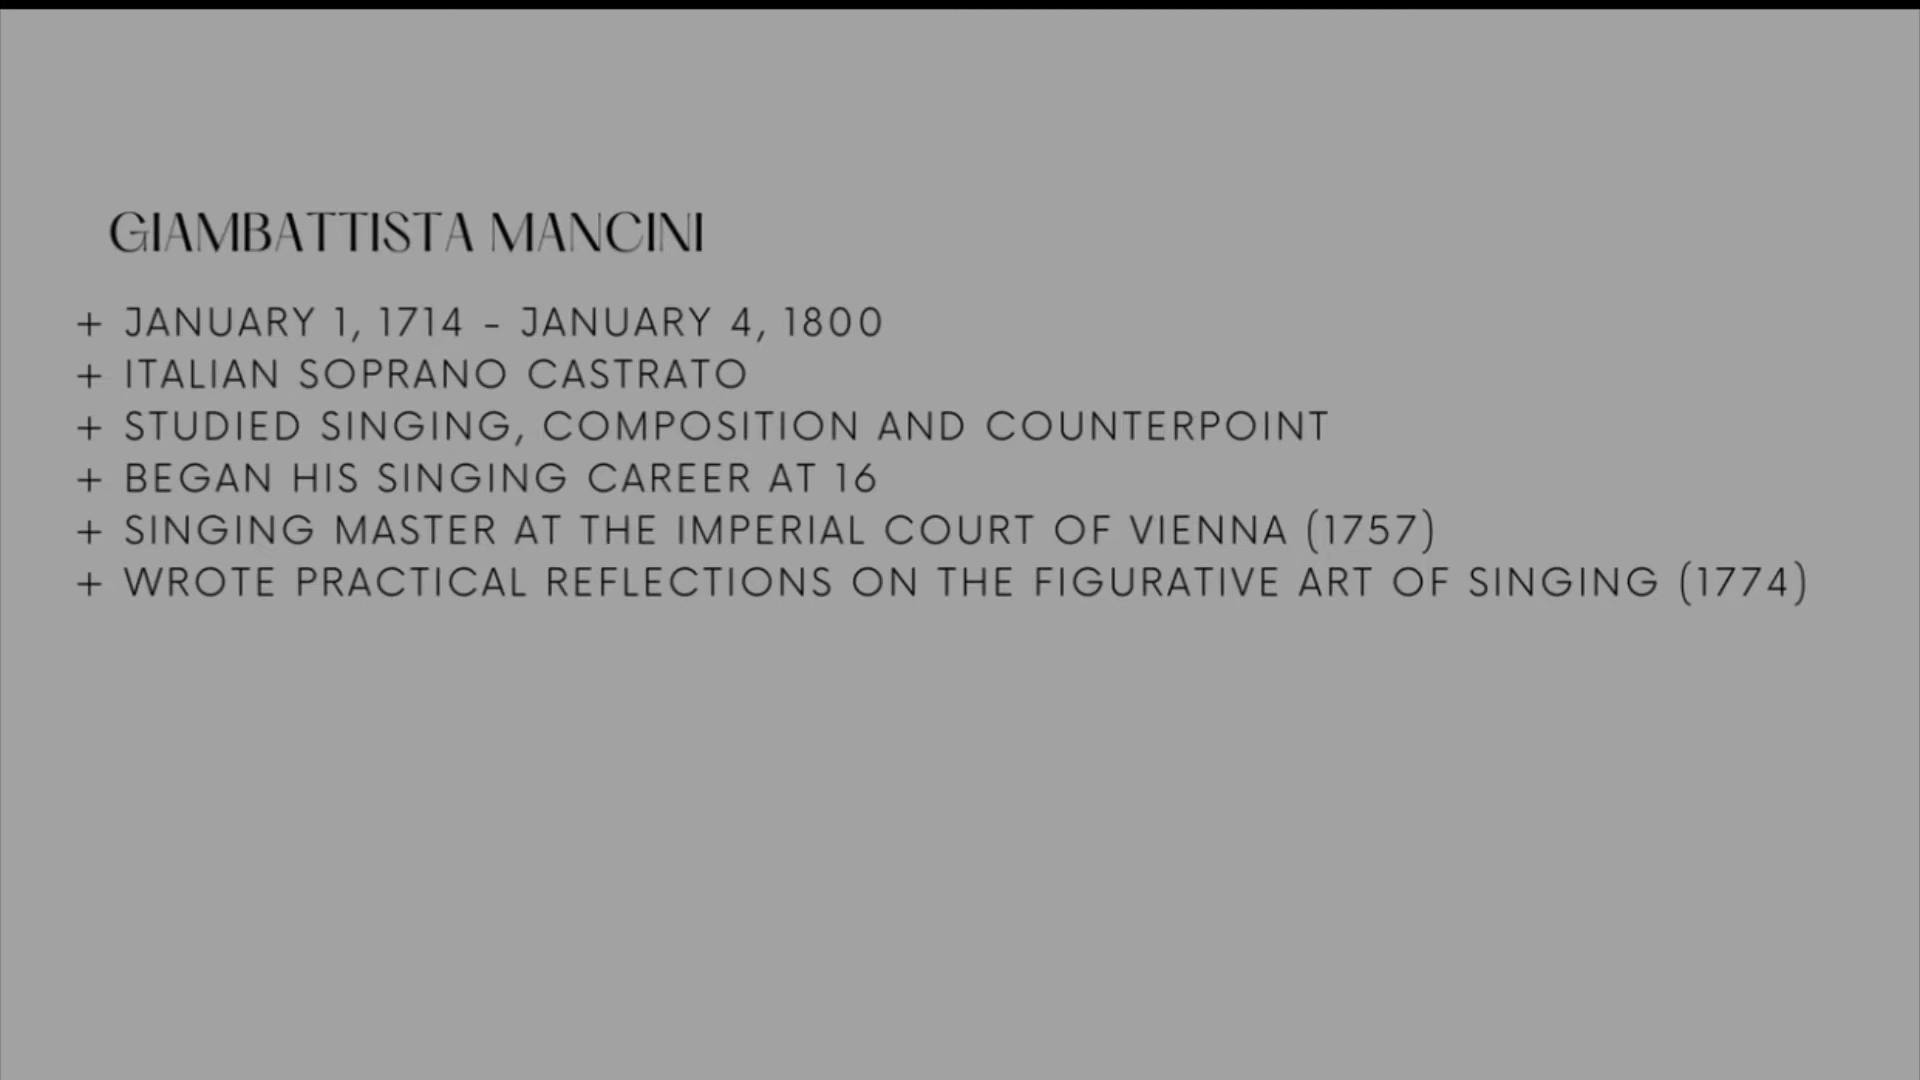 GIAMBATTISTA MANCINI
+ JANUARY 1, 1714 - JANUARY 4, 1800
+ ITALIAN SOPRANO CASTRATO
+ STUDIED SINGING, COMPOSITION AND COUNTERPOINT
+ BEGAN HIS SINGING CAREER AT 16
+ SINGING MASTER AT THE IMPERIAL COURT OF VIENNA (1757)
+ WROTE PRACTICAL REFLECTIONS ON THE FIGURATIVE ART OF SINGING (1774)